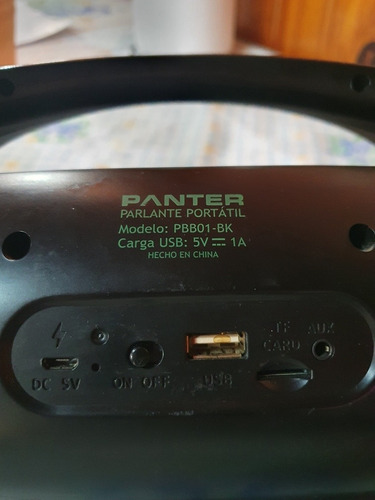 PANTER
PARLANTE PORTÁTIL
Modelo: PBB01-BK
Carga USB: 5V⎓1A
HECHO EN CHINA
TF
CARD
AUX
DC 5V
ON OFF
USB